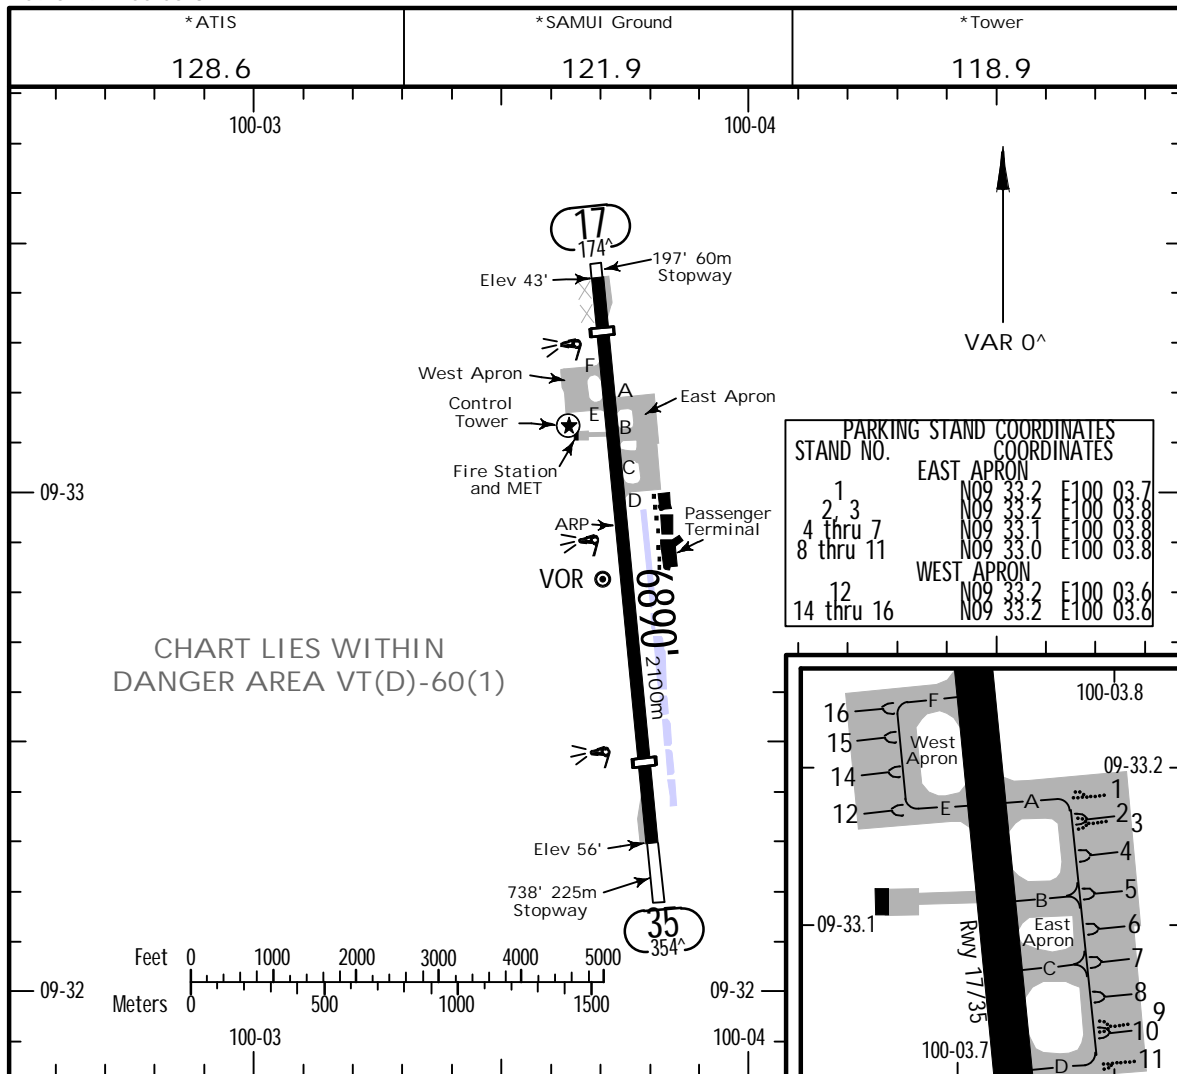 *ATIS
128.6
*SAMUI Ground
121.9
*Tower
118.9
100-03
100-04
17
174^
197' 60m
Stopway
Elev 43'
VAR 0^
F
West Apron
A
East Apron
Control
Tower
E
B
Fire Station
and MET
C
09-33
D
ARP
Passenger
Terminal
VOR
6890'
2100m
CHART LIES WITHIN
DANGER AREA VT(D)-60(1)
Elev 56'
738' 225m
Stopway
35
354^
Feet 0 1000 2000 3000 4000 5000
Meters 0 500 1000 1500
09-32
09-32
100-03
100-04
PARKING STAND COORDINATES
STAND NO. COORDINATES
EAST APRON
1 N09 33.2 E100 03.7
2, 3 N09 33.2 E100 03.8
4 thru 7 N09 33.1 E100 03.8
8 thru 11 N09 33.0 E100 03.8
WEST APRON
12 N09 33.2 E100 03.6
14 thru 16 N09 33.2 E100 03.6
100-03.8
16
F
15
West
Apron
09-33.2
14
1
12
E
A
2
3
4
5
B
09-33.1
East
Apron
6
7
C
Rwy 17/35
8
9
10
100-03.7
D
11